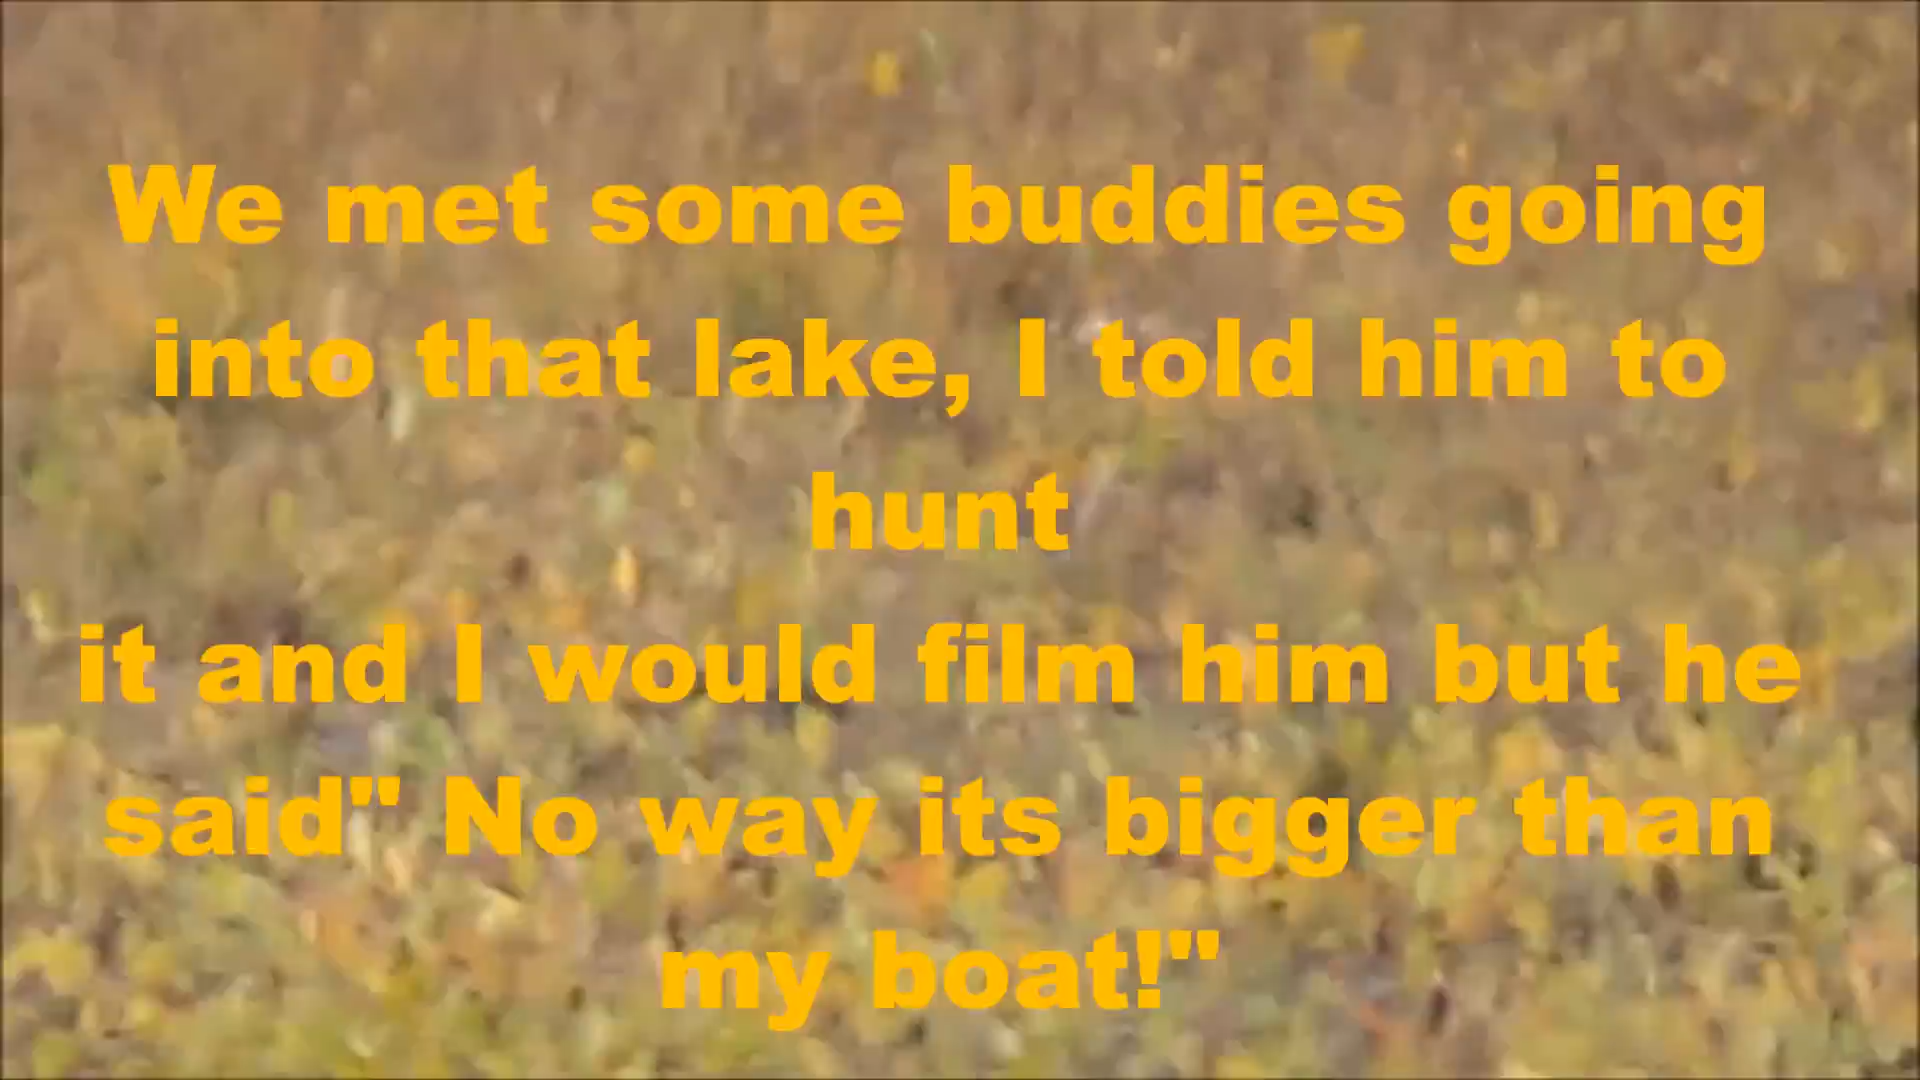 We met some buddies going
into that lake, I told him to
hunt
it and I would film him but he
said" No way its bigger than
my boat!"